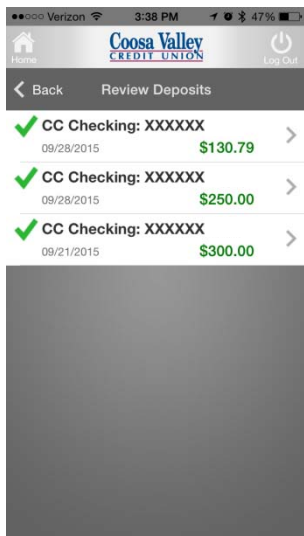 Verizon 3:38 PM 47%
Home
Coosa Valley
CREDIT UNION
Log Out
Back Review Deposits
CC Checking: XXXXXX
09/28/2015 $130.79
CC Checking: XXXXXX
09/28/2015 $250.00
CC Checking: XXXXXX
09/21/2015 $300.00